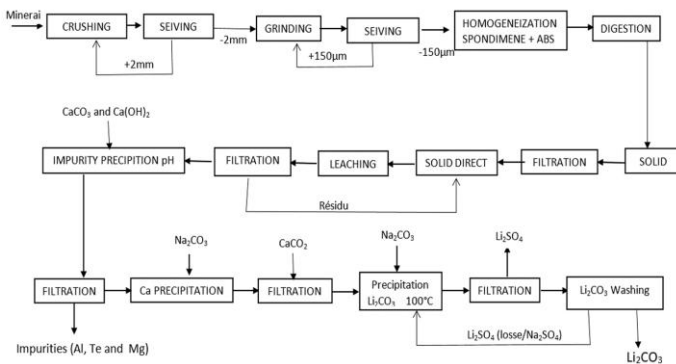 Minerai
CRUSHING
SEIVING
-2mm
GRINDING
SEIVING
-150µm
HOMOGENEIZATION
SPONDIMENE + ABS
DIGESTION
+2mm
+150µm
CaCO₃ and Ca(OH)₂
IMPURITY PRECIPTION pH
FILTRATION
LEACHING
SOLID DIRECT
FILTRATION
SOLID
Résidu
Na₂CO₃
CaCO₂
Na₂CO₃
Li₂SO₄
FILTRATION
Ca PRECIPITATION
FILTRATION
Precipitation
Li₂CO₃ 100°C
FILTRATION
Li₂CO₃ Washing
Li₂SO₄ (losse/Na₂SO₄)
Impurities (Al, Te and Mg)
Li₂CO₃